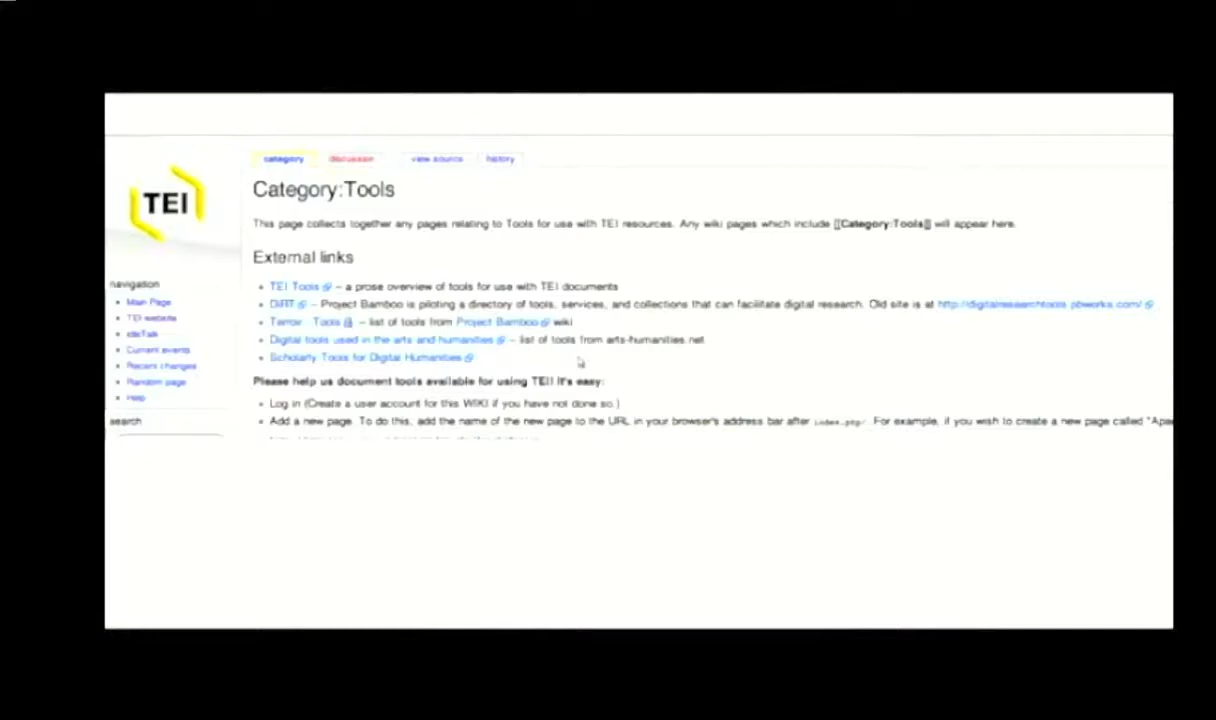 category discussion view source history
TEI
Category:Tools
This page collects together any pages relating to Tools for use with TEI resources. Any wiki pages which include [[Category:Tools]] will appear here.
External links
TEI Tools – a prose overview of tools for use with TEI documents
DiRT – Project Bamboo is piloting a directory of tools, services, and collections that can facilitate digital research. Old site is at http://digitalresearchtools.pbworks.com/
Tools – list of tools from Project Bamboo wiki
Digital tools used in the arts and humanities – list of tools from arts-humanities.net
Scholarly Tools for Digital Humanities
Please help us document tools available for using TEI! It's easy:
Log in (Create a user account for this WIKI if you have not done so.)
Add a new page. To do this, add the name of the new page to the URL in your browser's address bar after index.php/. For example, if you wish to create a new page called "Apa
navigation
Main Page
TEI website
Current events
Recent changes
Random page
Help
search